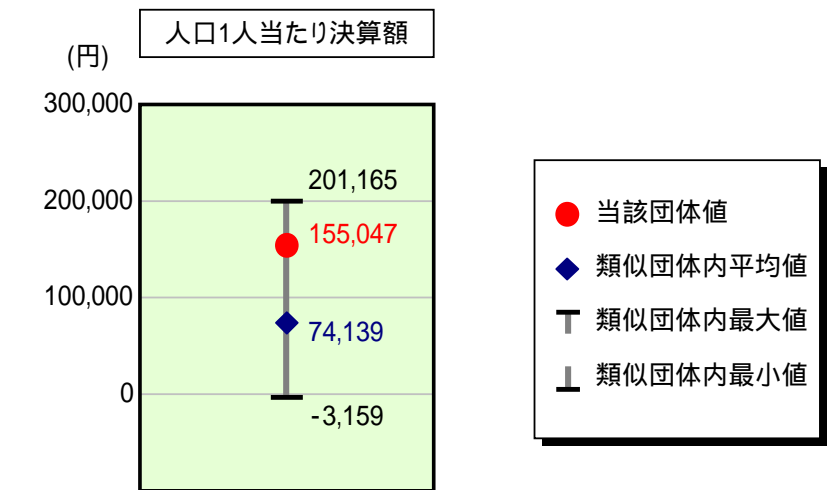 人口1人当たり決算額
(円)
300,000
200,000
100,000
0
201,165
155,047
74,139
-3,159
当該団体値
類似団体内平均値
類似団体内最大値
類似団体内最小値